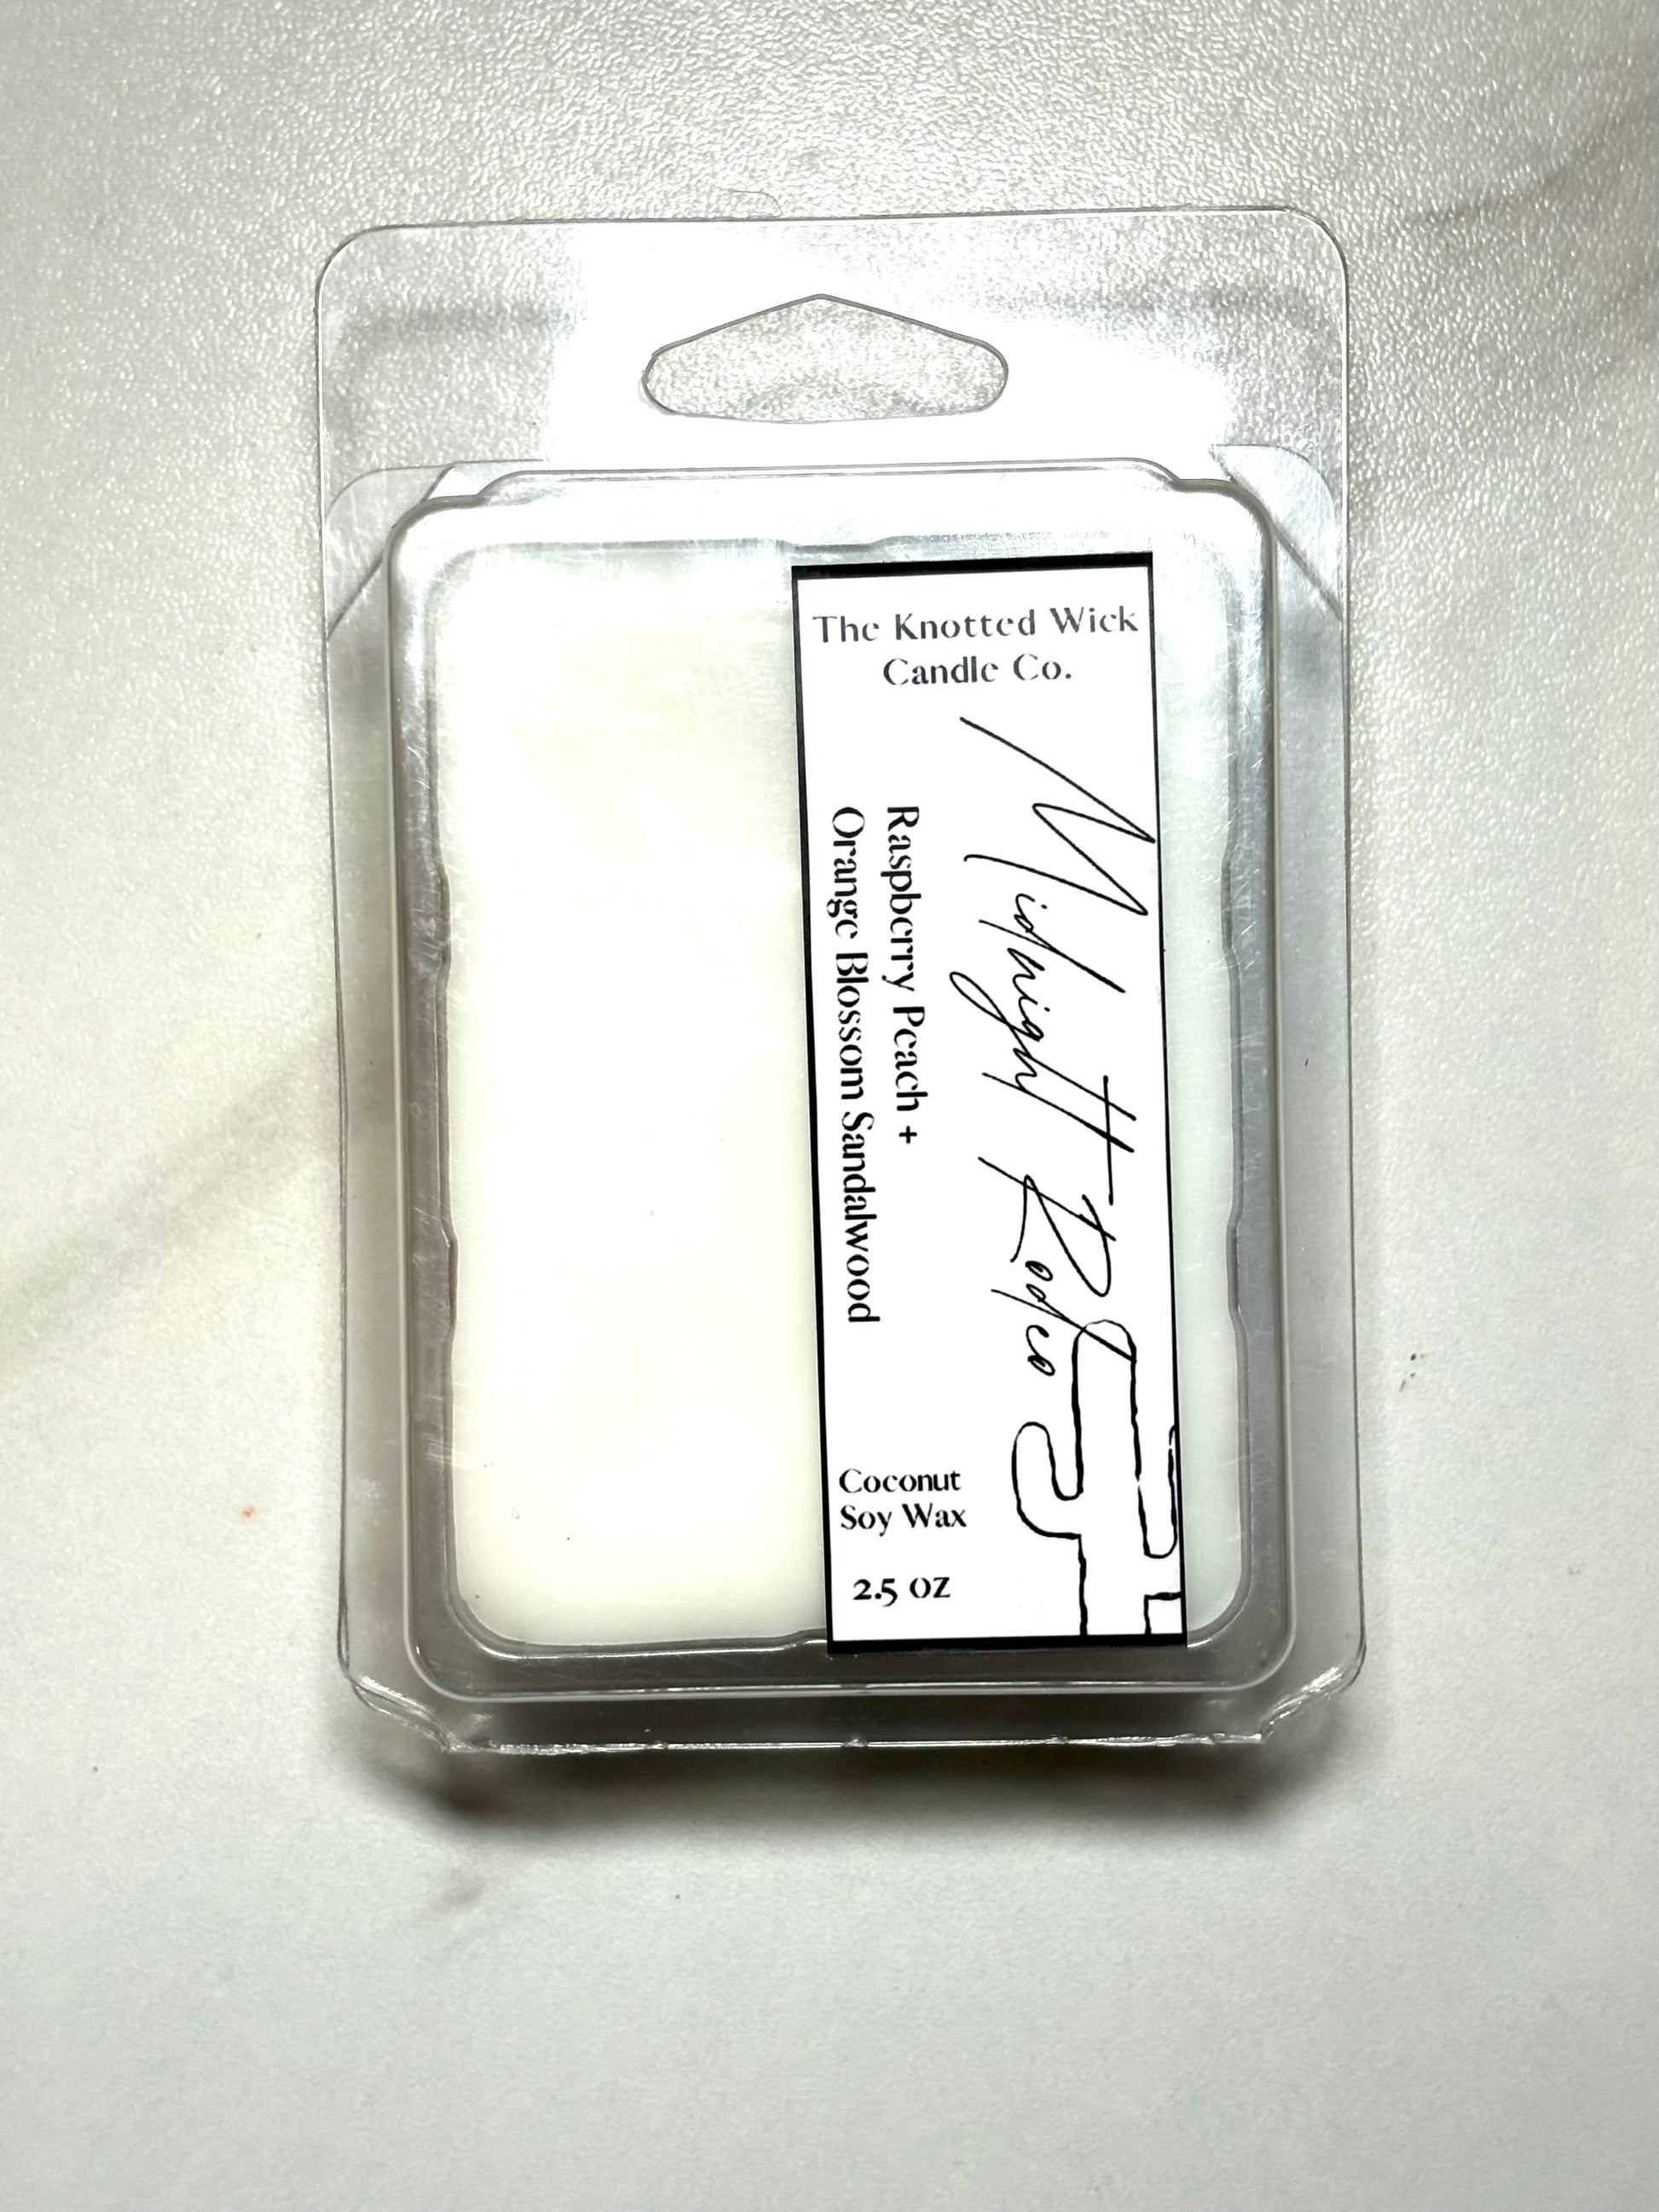 The Knotted Wick
Candle Co.
Midnight Rodeo
Raspberry Peach +
Orange Blossom Sandalwood
Coconut
Soy Wax
2.5 OZ